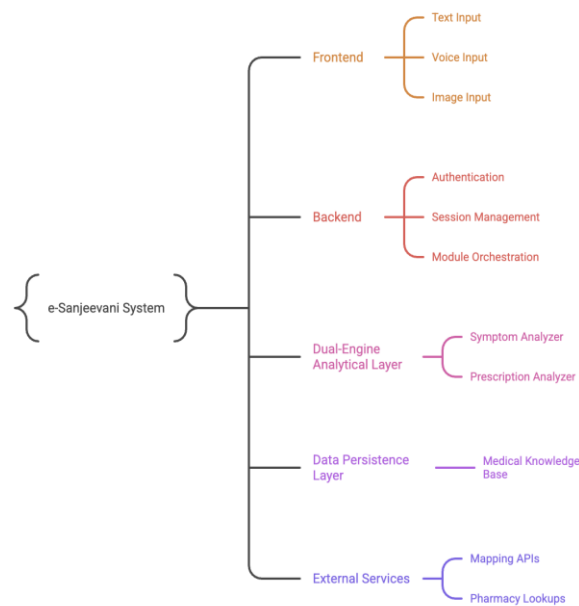 e-Sanjeevani System
Frontend
Text Input
Voice Input
Image Input
Backend
Authentication
Session Management
Module Orchestration
Dual-Engine
Analytical Layer
Symptom Analyzer
Prescription Analyzer
Data Persistence
Layer
Medical Knowledge
Base
External Services
Mapping APIs
Pharmacy Lookups